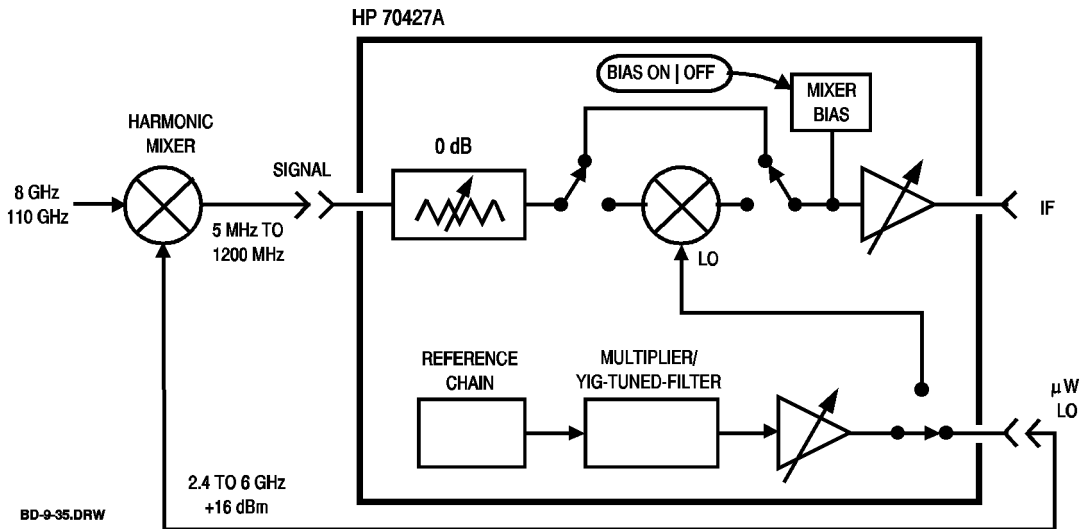 HP 70427A
BIAS ON | OFF
MIXER
BIAS
HARMONIC
MIXER
0 dB
SIGNAL
8 GHz
110 GHz
5 MHz TO
1200 MHz
IF
LO
REFERENCE
CHAIN
MULTIPLIER/
YIG-TUNED-FILTER
µW
LO
2.4 TO 6 GHz
+16 dBm
BD-9-35.DRW